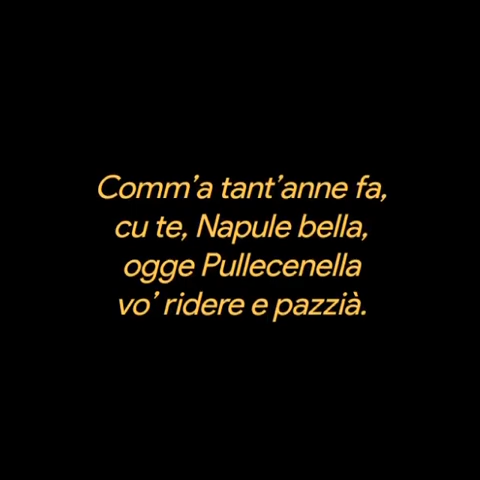 Comm’a tant’anne fa,
cu te, Napule bella,
ogge Pullecenella
vo’ ridere e pazzià.